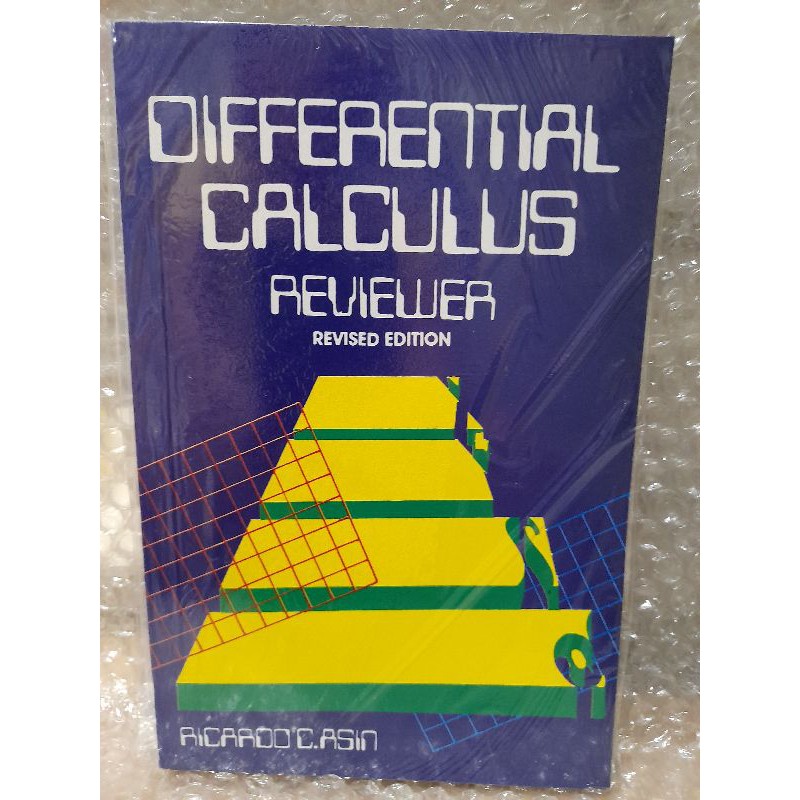 DIFFERENTIAL
CALCULUS
REVIEWER
REVISED EDITION
RICARDO C. ASIN